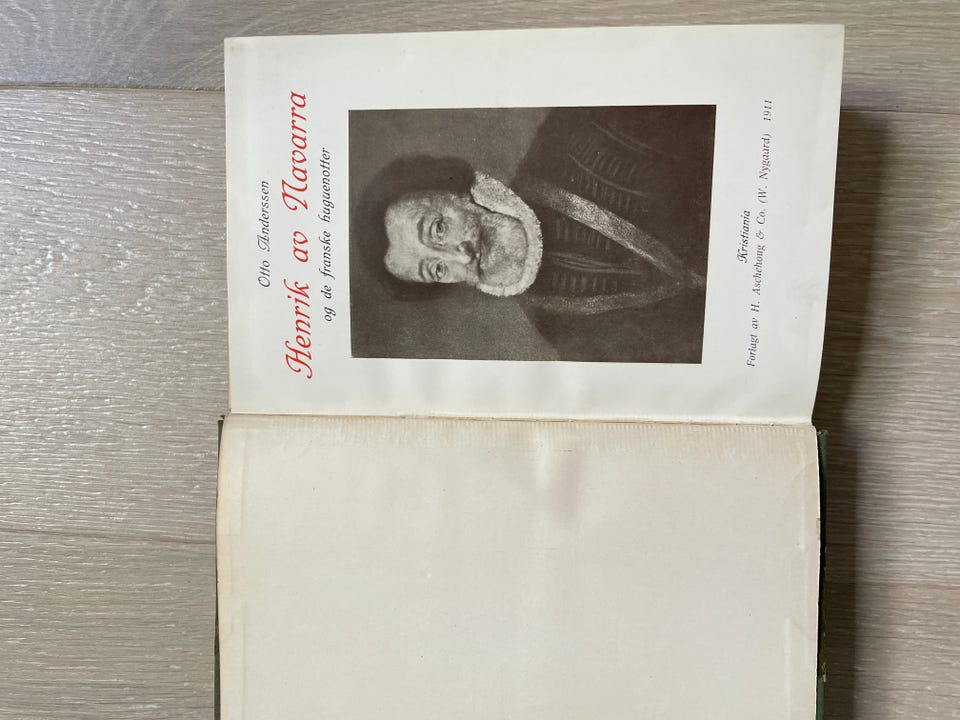 Otto Anderssen
Henrik av Navarra
og de franske huguenotter
Kristiania
Forlagt av H. Aschehoug & Co. (W. Nygaard) 1911